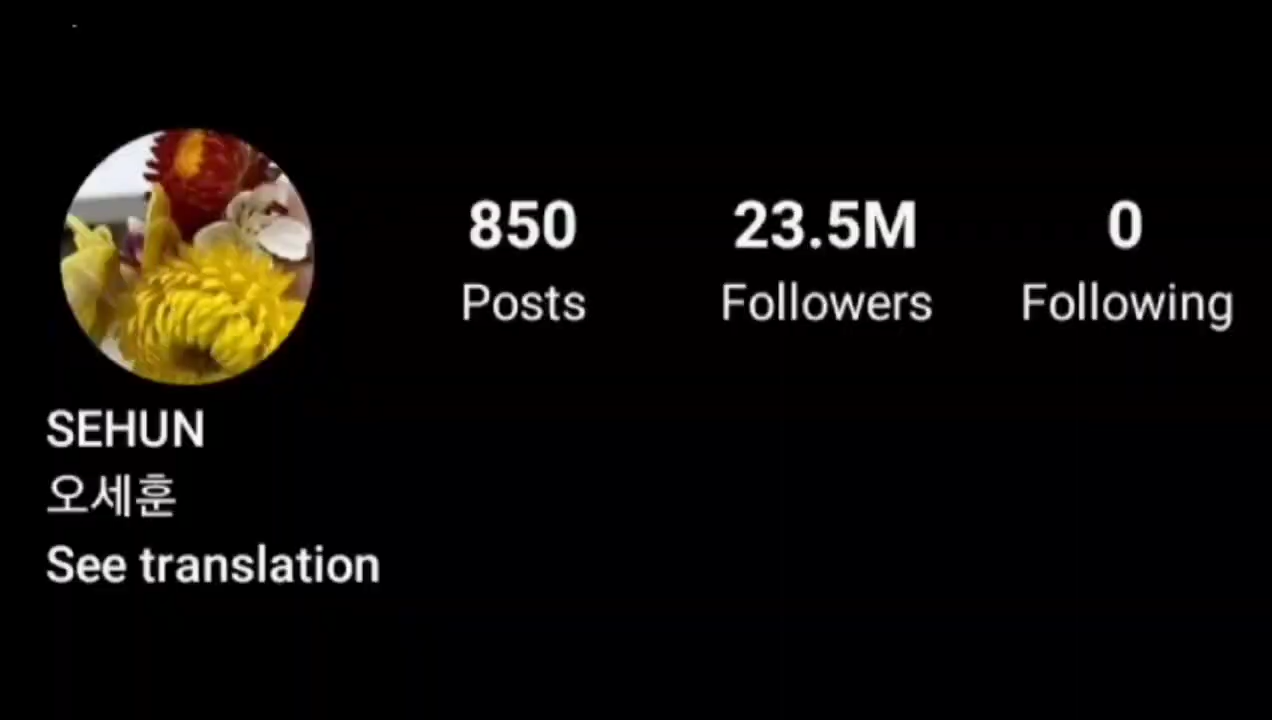 850 23.5M 0
Posts Followers Following
SEHUN
오세훈
See translation